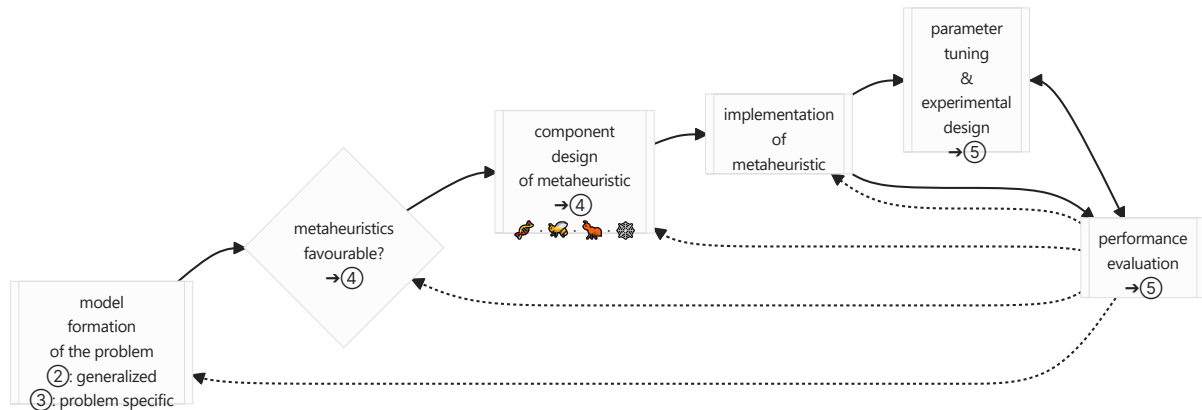 model
formation
of the problem
②: generalized
③: problem specific
metaheuristics
favourable?
➔④
component
design
of metaheuristic
➔④
implementation
of
metaheuristic
parameter
tuning
&
experimental
design
➔⑤
performance
evaluation
➔⑤